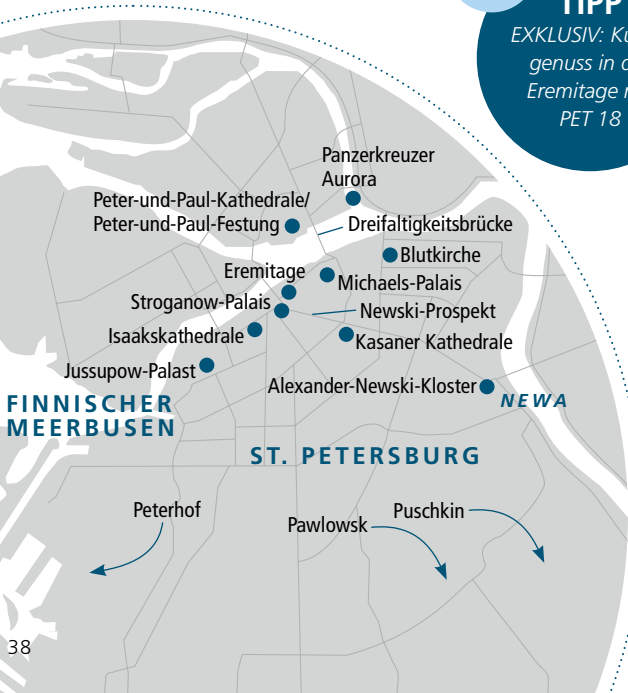 TIPP
EXKLUSIV:
genuss in
Eremitage
PET 18
Panzerkreuzer
Aurora
Peter-und-Paul-Kathedrale/
Peter-und-Paul-Festung
Dreifaltigkeitsbrücke
Blutkirche
Eremitage
Michaels-Palais
Stroganow-Palais
Newski-Prospekt
Isaakskathedrale
Kasaner Kathedrale
Jussupow-Palast
Alexander-Newski-Kloster
NEWA
FINNISCHER
MEERBUSEN
ST. PETERSBURG
Peterhof
Puschkin
Pawlowsk
38